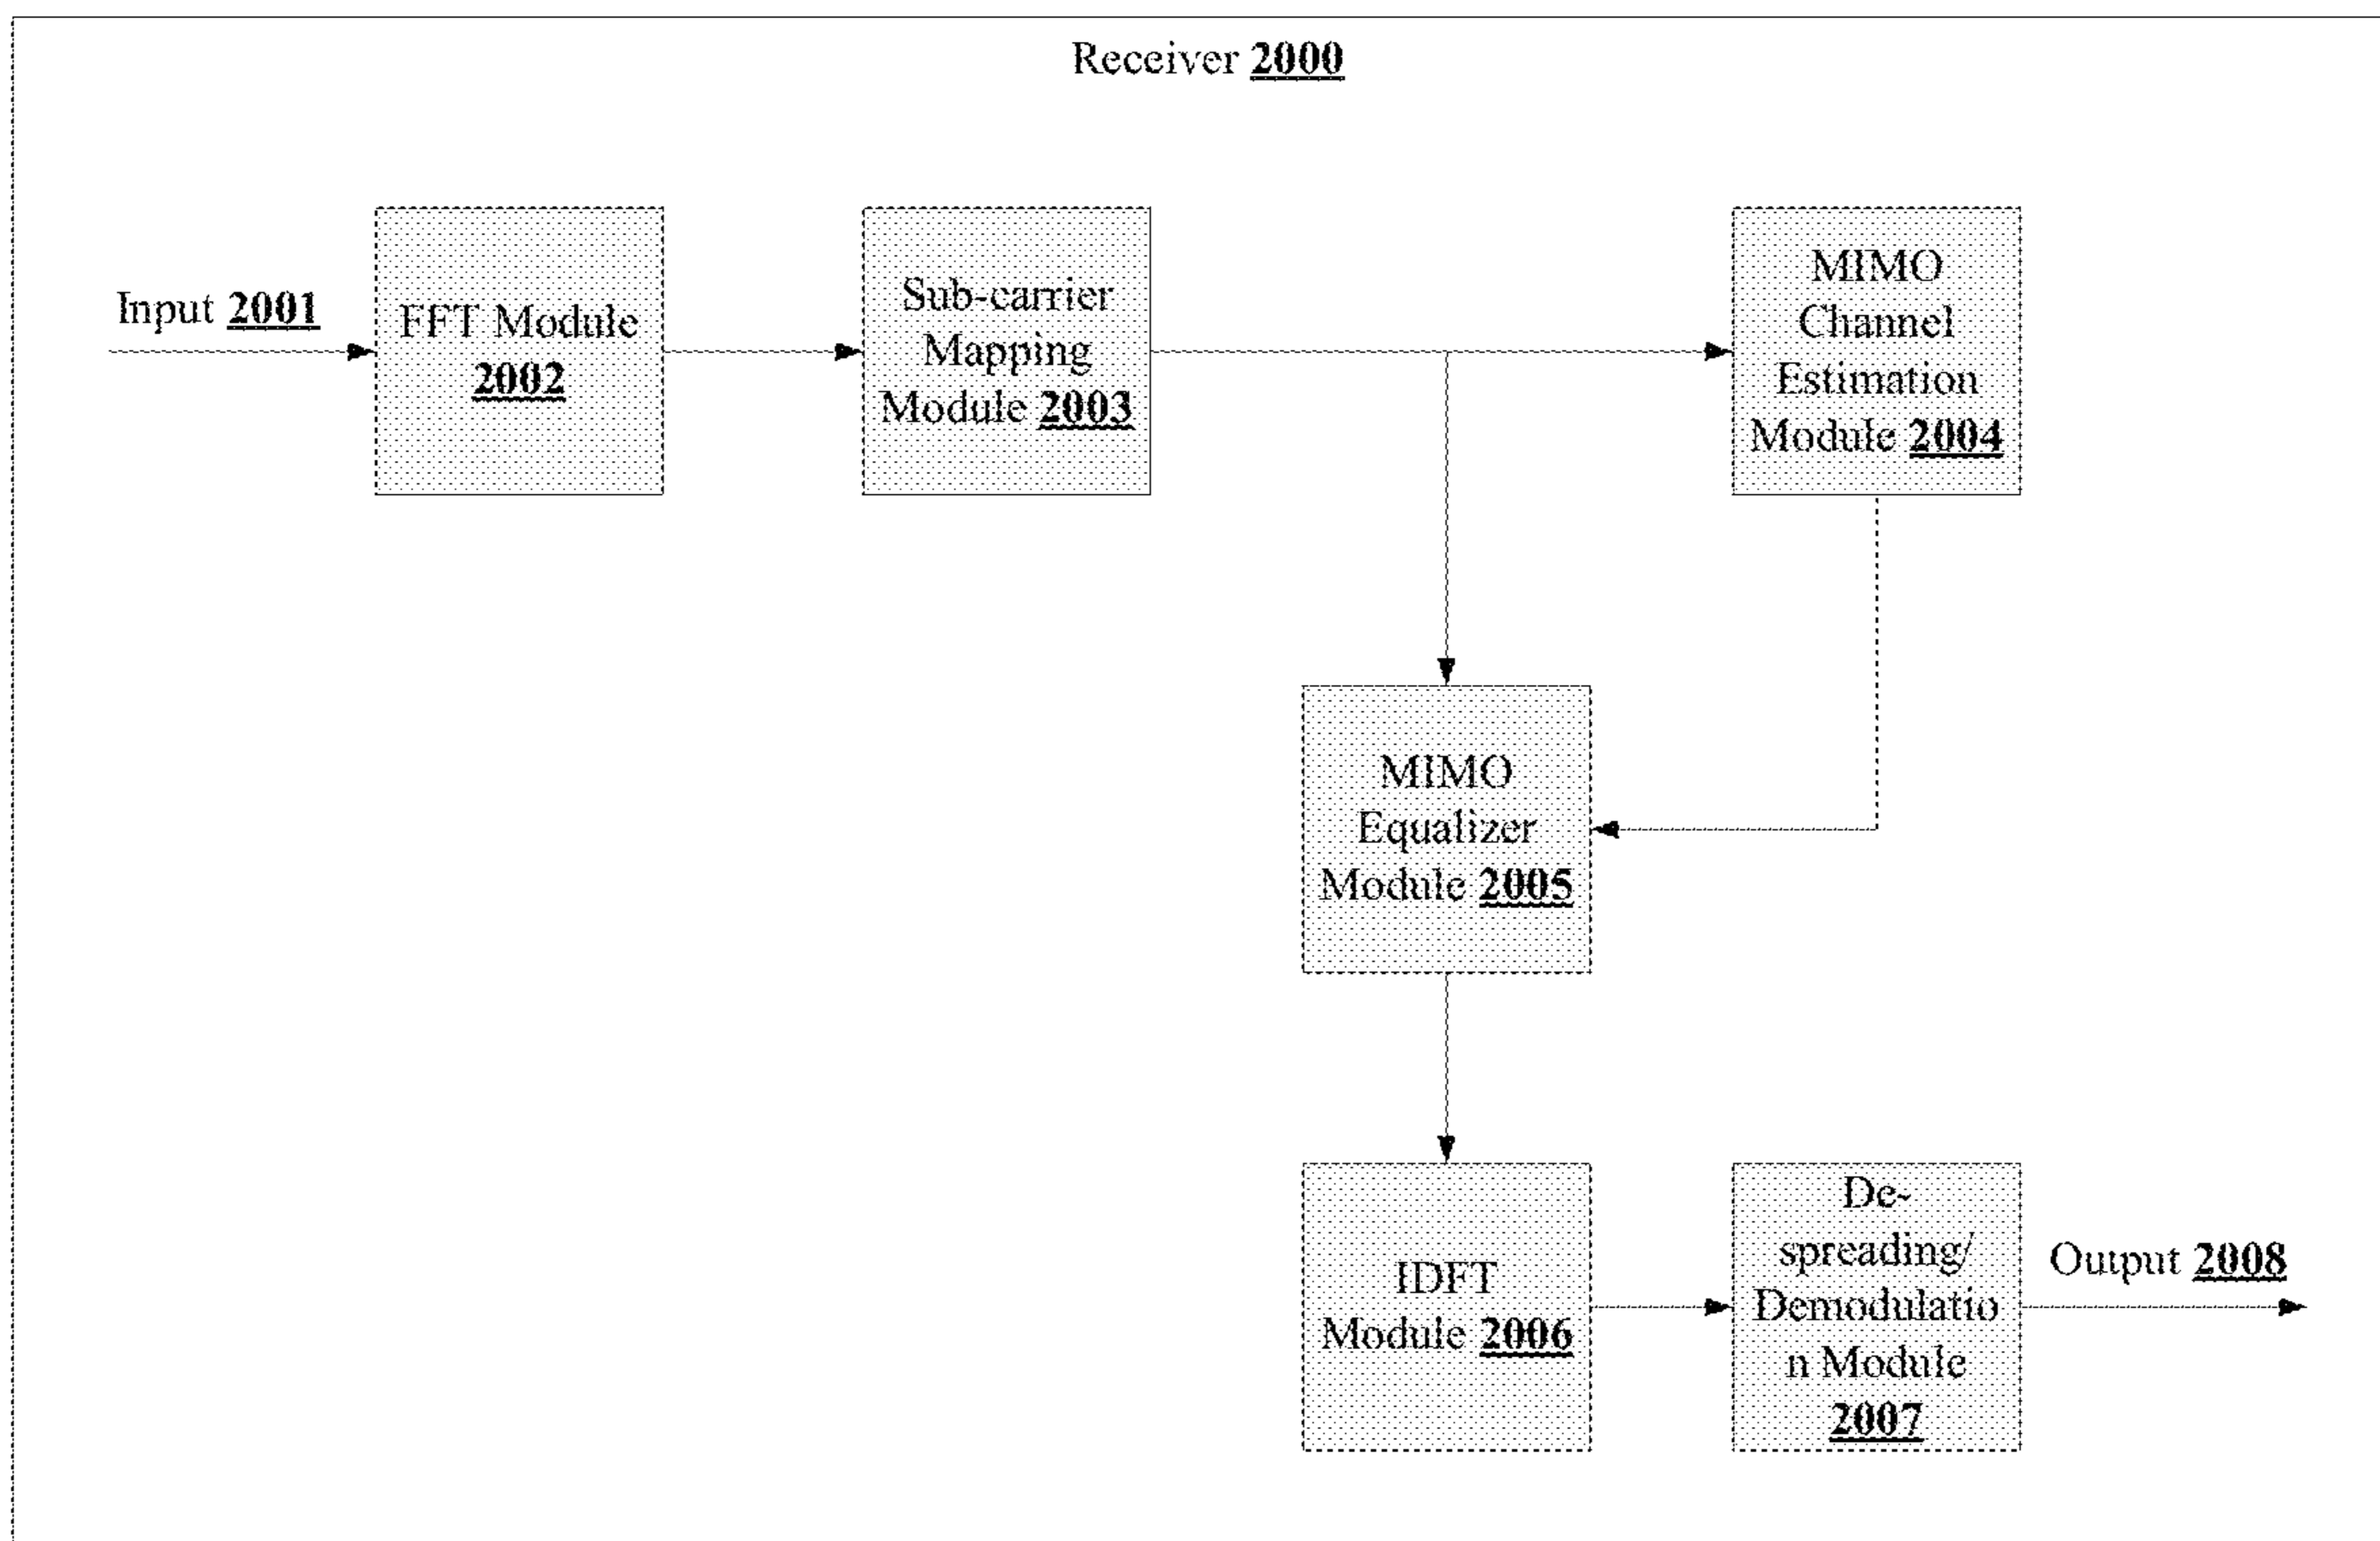 Receiver 2000
Input 2001
FFT Module
2002
Sub-carrier
Mapping
Module 2003
MIMO
Channel
Estimation
Module 2004
MIMO
Equalizer
Module 2005
IDFT
Module 2006
De-
spreading/
Demodulatio
n Module
2007
Output 2008